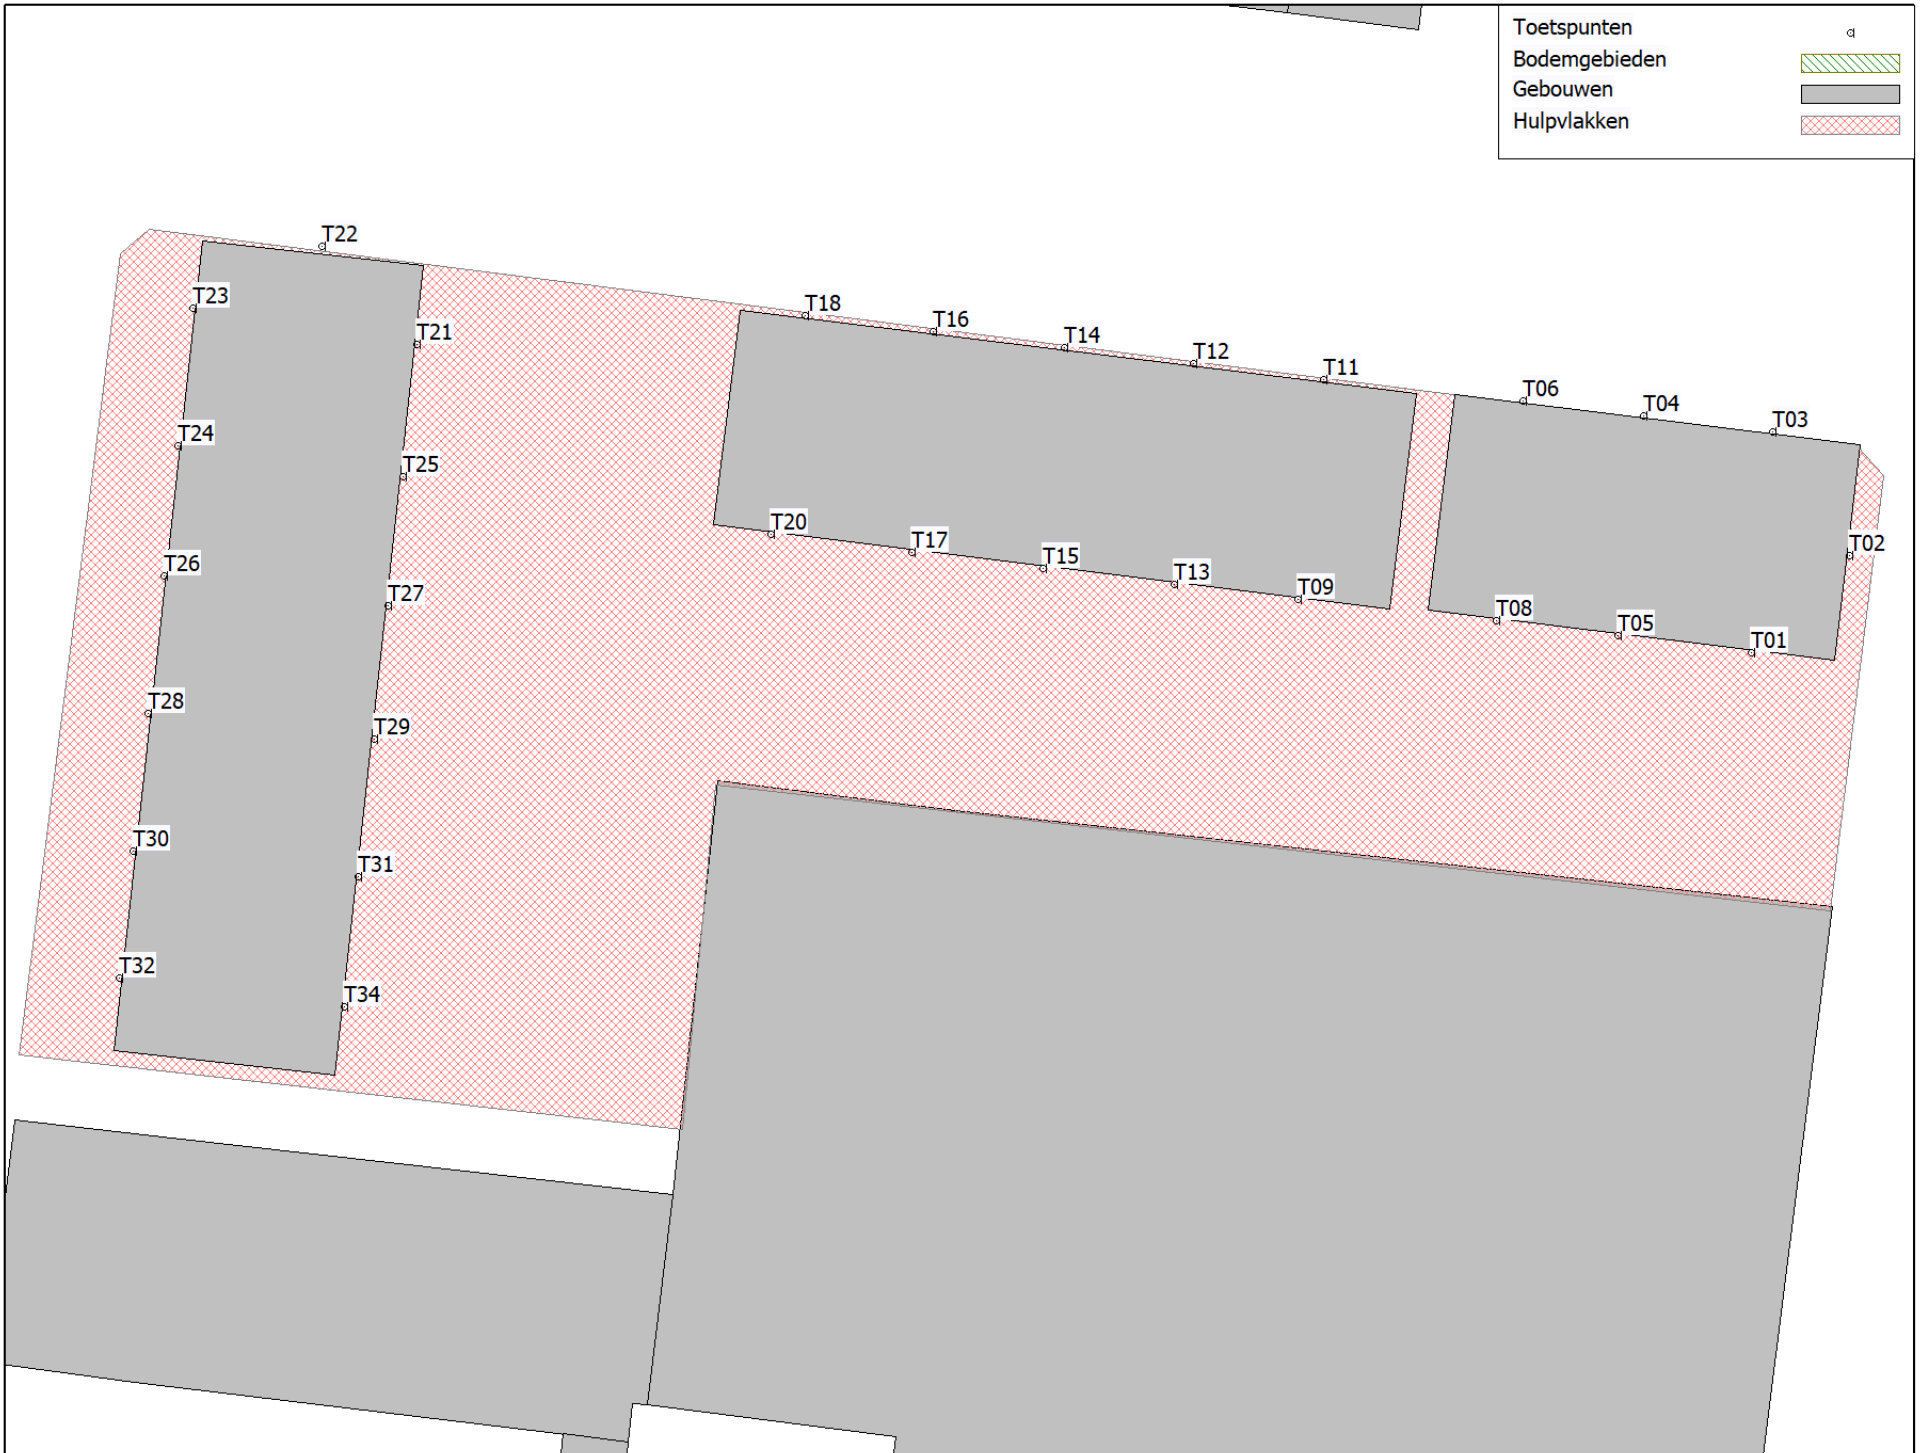 Toetspunten
Bodemgebieden
Gebouwen
Hulpvlakken
T22
T23
T18
T16
T21
T14
T12
T11
T06
T04
T03
T24
T25
T20
T17
T02
T15
T26
T13
T09
T27
T08
T05
T01
T28
T29
T30
T31
T32
T34